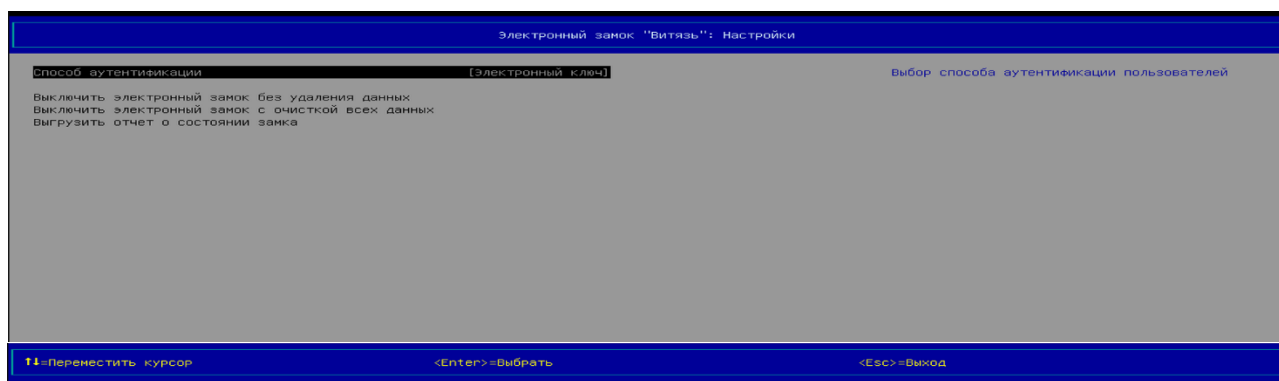 Электронный замок "Витязь": Настройки
Способ аутентификации [Электронный ключ] Выбор способа аутентификации пользователей
Выключить электронный замок без удаления данных
Выключить электронный замок с очисткой всех данных
Выгрузить отчет о состоянии замка
↑↓=Переместить курсор <Enter>=Выбрать <Esc>=Выход